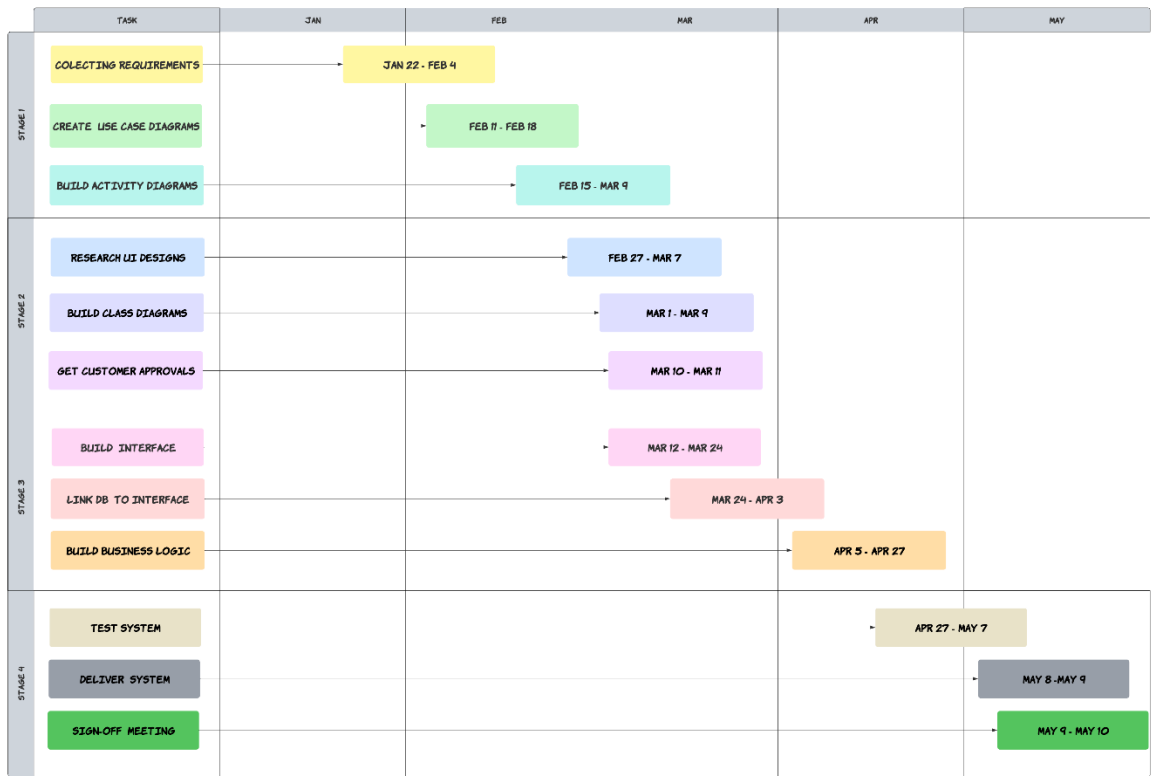 TASK
JAN
FEB
MAR
APR
MAY
STAGE 1
COLECTING REQUIREMENTS
JAN 22 - FEB 4
CREATE USE CASE DIAGRAMS
FEB 11 - FEB 18
BUILD ACTIVITY DIAGRAMS
FEB 15 - MAR 9
STAGE 2
RESEARCH UI DESIGNS
FEB 27 - MAR 7
BUILD CLASS DIAGRAMS
MAR 1 - MAR 9
GET CUSTOMER APPROVALS
MAR 10 - MAR 11
STAGE 3
BUILD INTERFACE
MAR 12 - MAR 24
LINK DB TO INTERFACE
MAR 24 - APR 3
BUILD BUSINESS LOGIC
APR 5 - APR 27
STAGE 4
TEST SYSTEM
APR 27 - MAY 7
DELIVER SYSTEM
MAY 8 -MAY 9
SIGN-OFF MEETING
MAY 9 - MAY 10